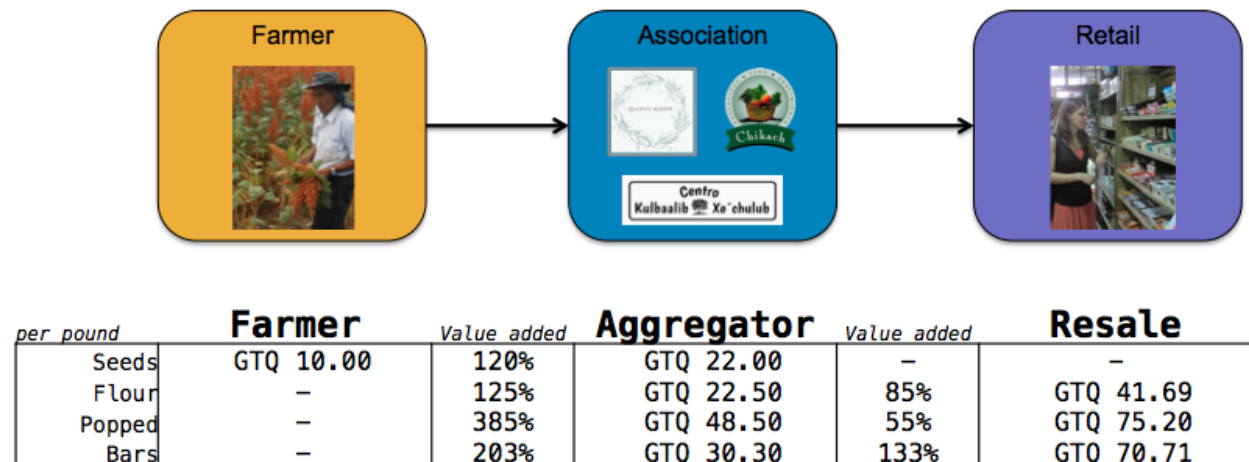 Farmer
Association
Retail
Chikach
Centro
Kulbaalib Xe´chulub
per pound Farmer Value added Aggregator Value added Resale
Seeds GTQ 10.00 120% GTQ 22.00 – –
Flour – 125% GTQ 22.50 85% GTQ 41.69
Popped – 385% GTQ 48.50 55% GTQ 75.20
Bars – 203% GTQ 30.30 133% GTQ 70.71